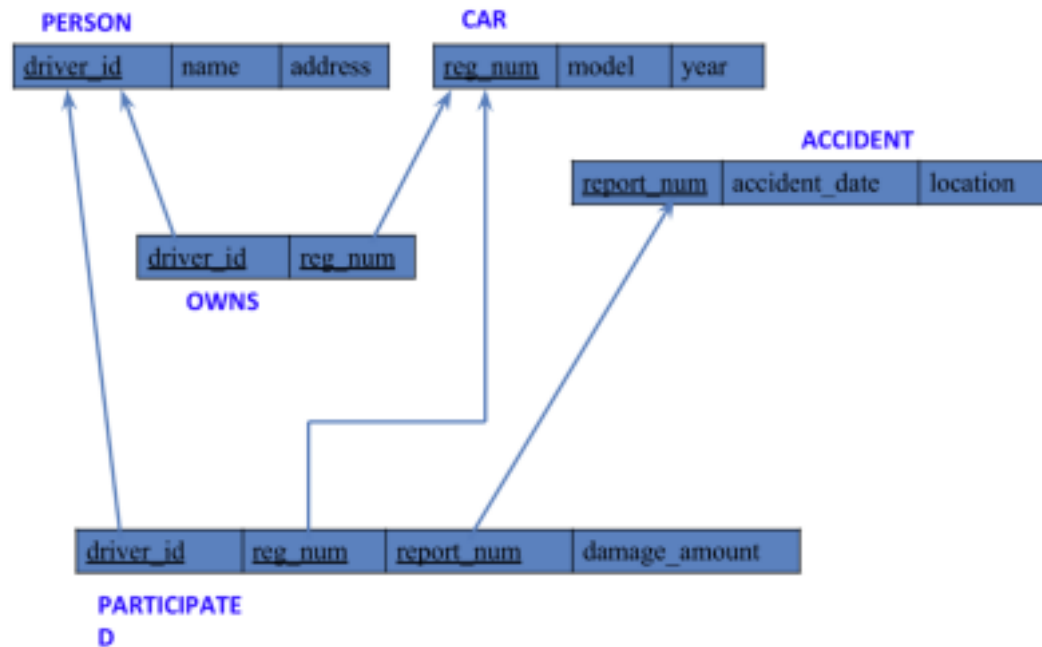 PERSON
driver_id name address
CAR
reg_num model year
ACCIDENT
report_num accident_date location
driver_id reg_num
OWNS
driver_id reg_num report_num damage_amount
PARTICIPATE
D